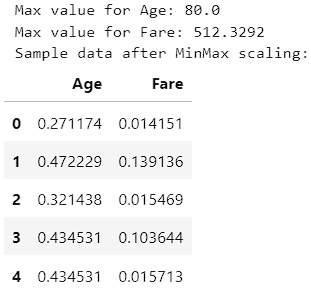 Max value for Age: 80.0
Max value for Fare: 512.3292
Sample data after MinMax scaling:
Age Fare
0 0.271174 0.014151
1 0.472229 0.139136
2 0.321438 0.015469
3 0.434531 0.103644
4 0.434531 0.015713